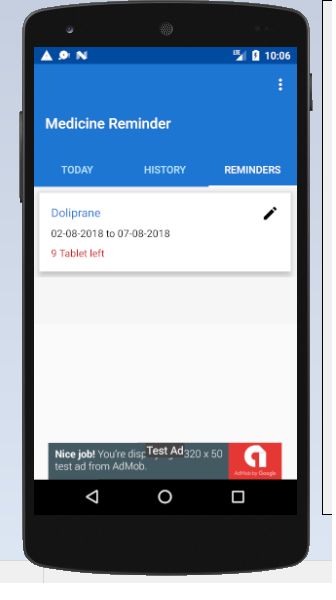 LTE 10:06
Medicine Reminder
TODAY HISTORY REMINDERS
Doliprane
02-08-2018 to 07-08-2018
9 Tablet left
Nice job! You're disp 320 x 50
Test Ad
test ad from AdMob.
AdMob by Google